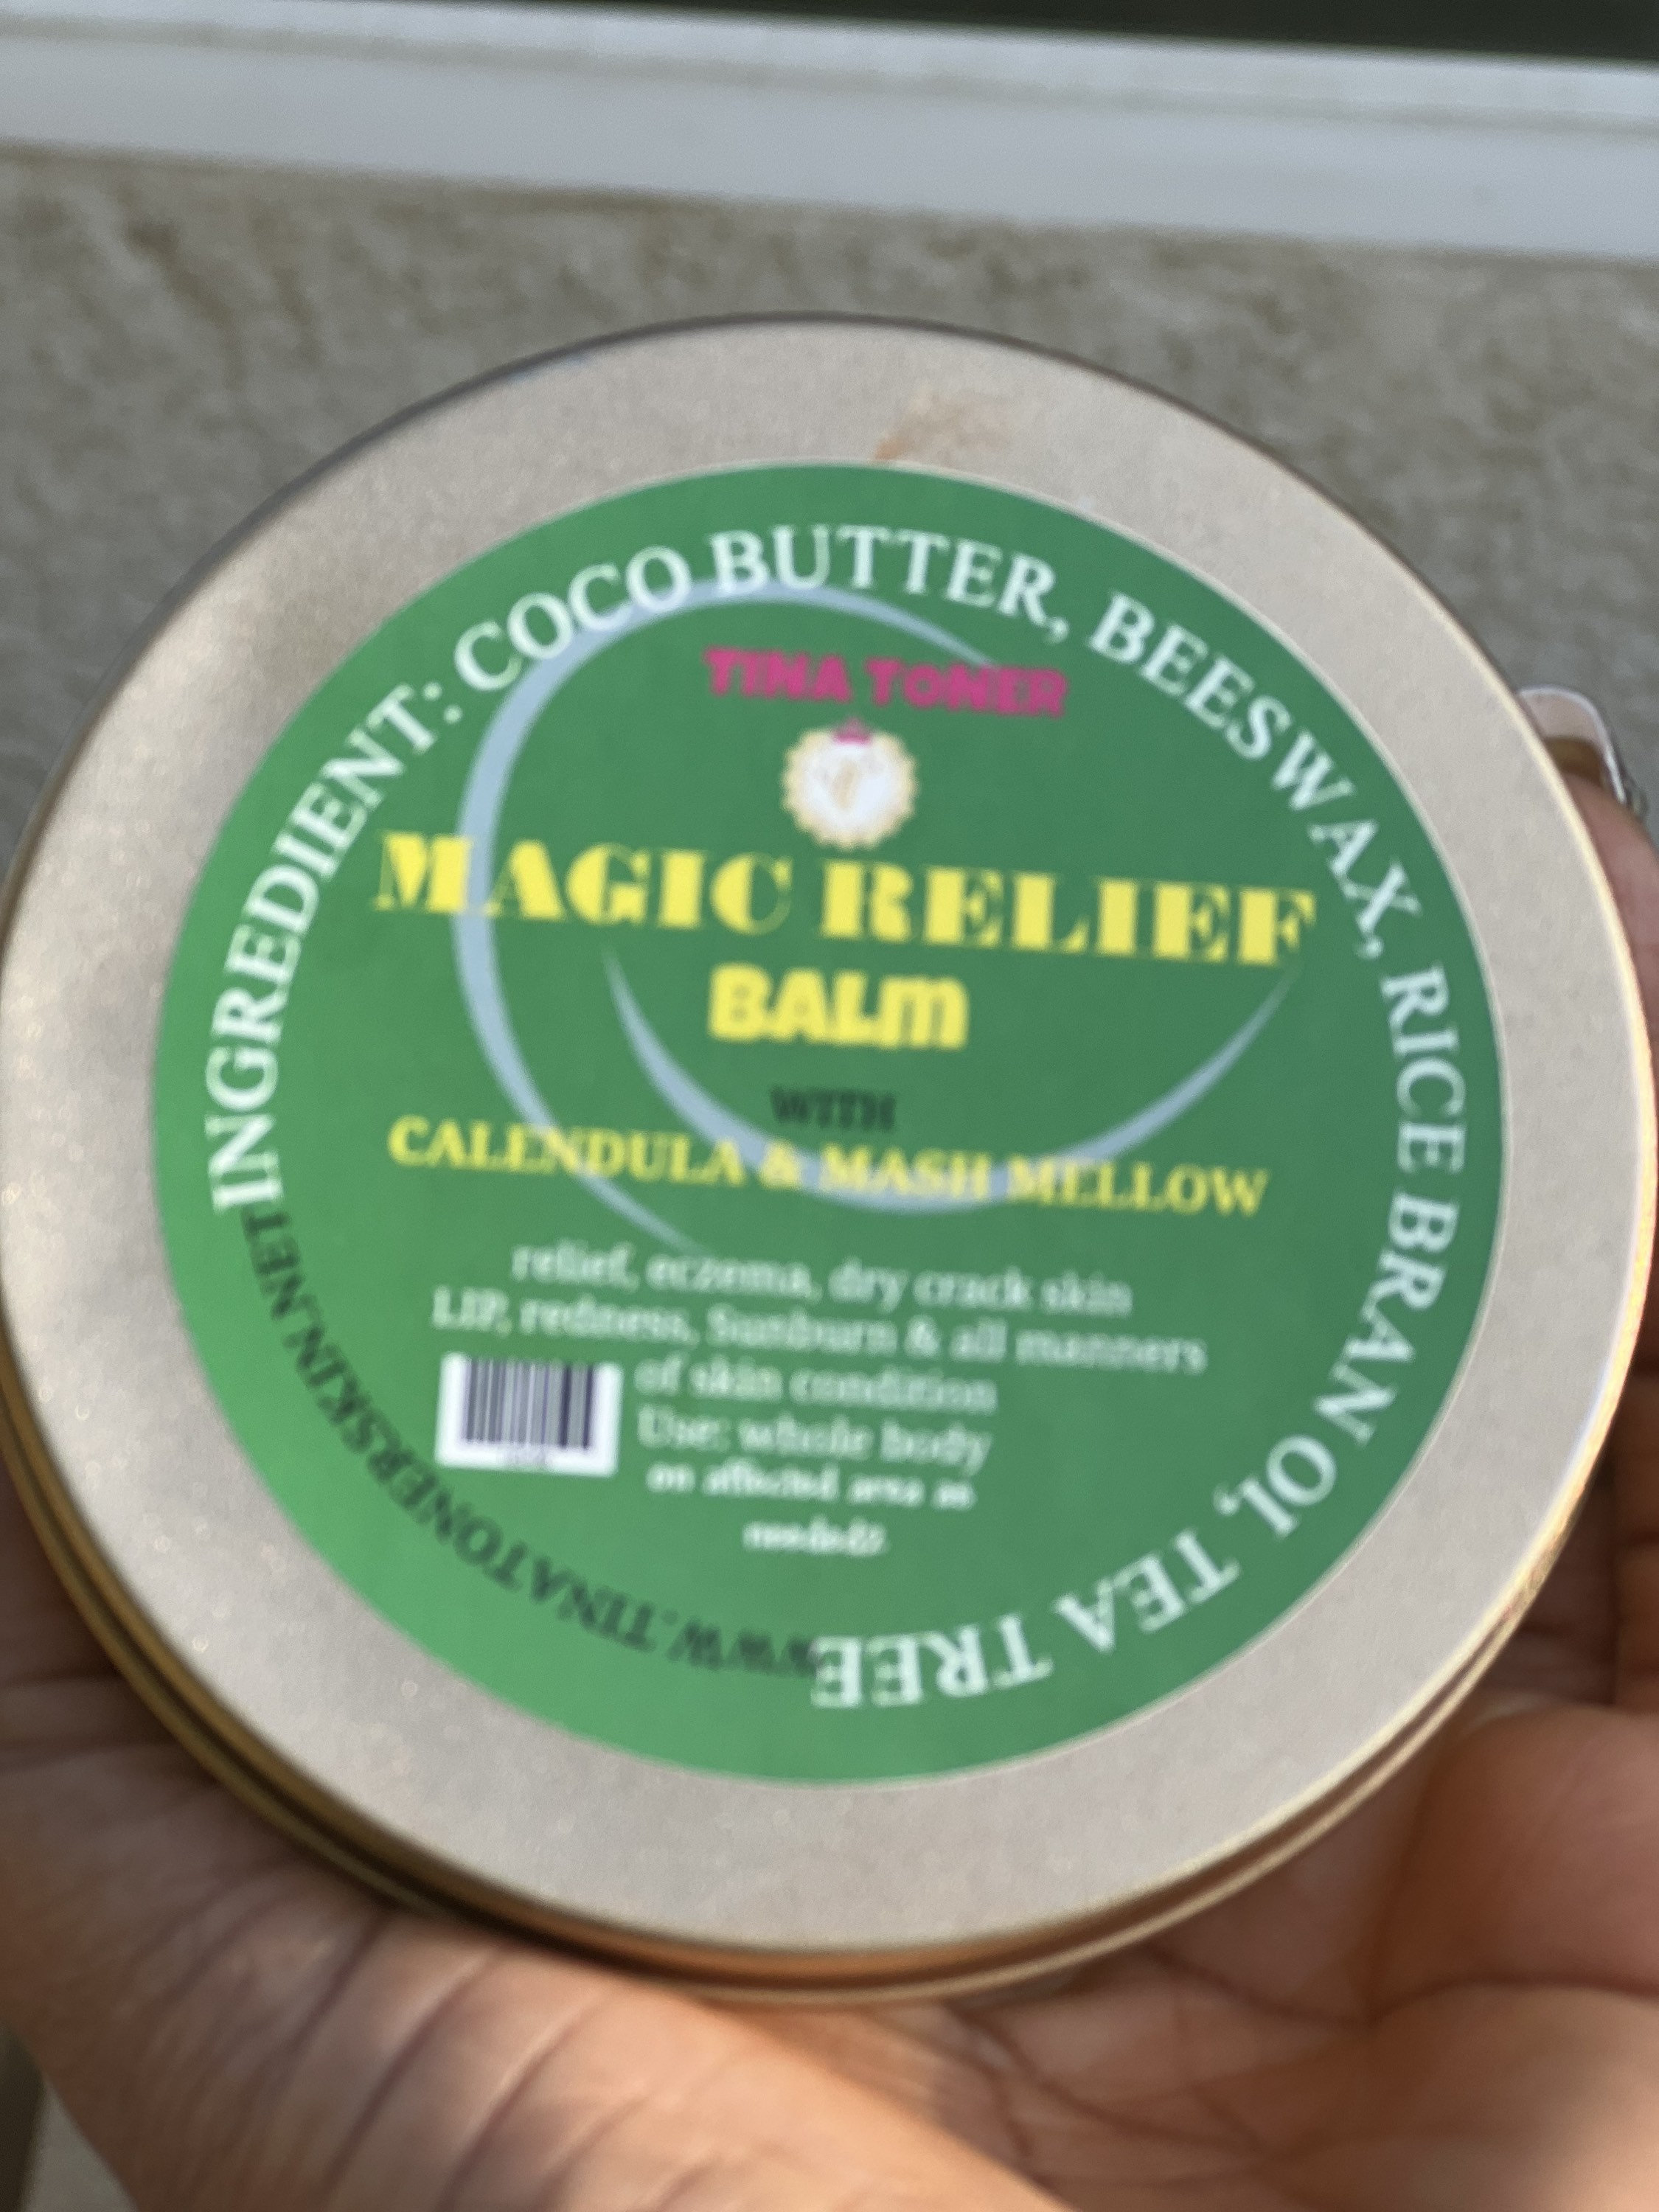 INGREDIENT: COCO BUTTER, BEESWAX, RICE BRAN OI, TEA TREE
TINA TONER
MAGIC RELIEF
BALM
WITH
CALENDULA & MASH MELLOW
relief, eczema, dry crack skin
LIP, redness, Sunburn & all manners
of skin condition
Use: whole body
on affected area as
WWW.TINATONERSKIN.NET